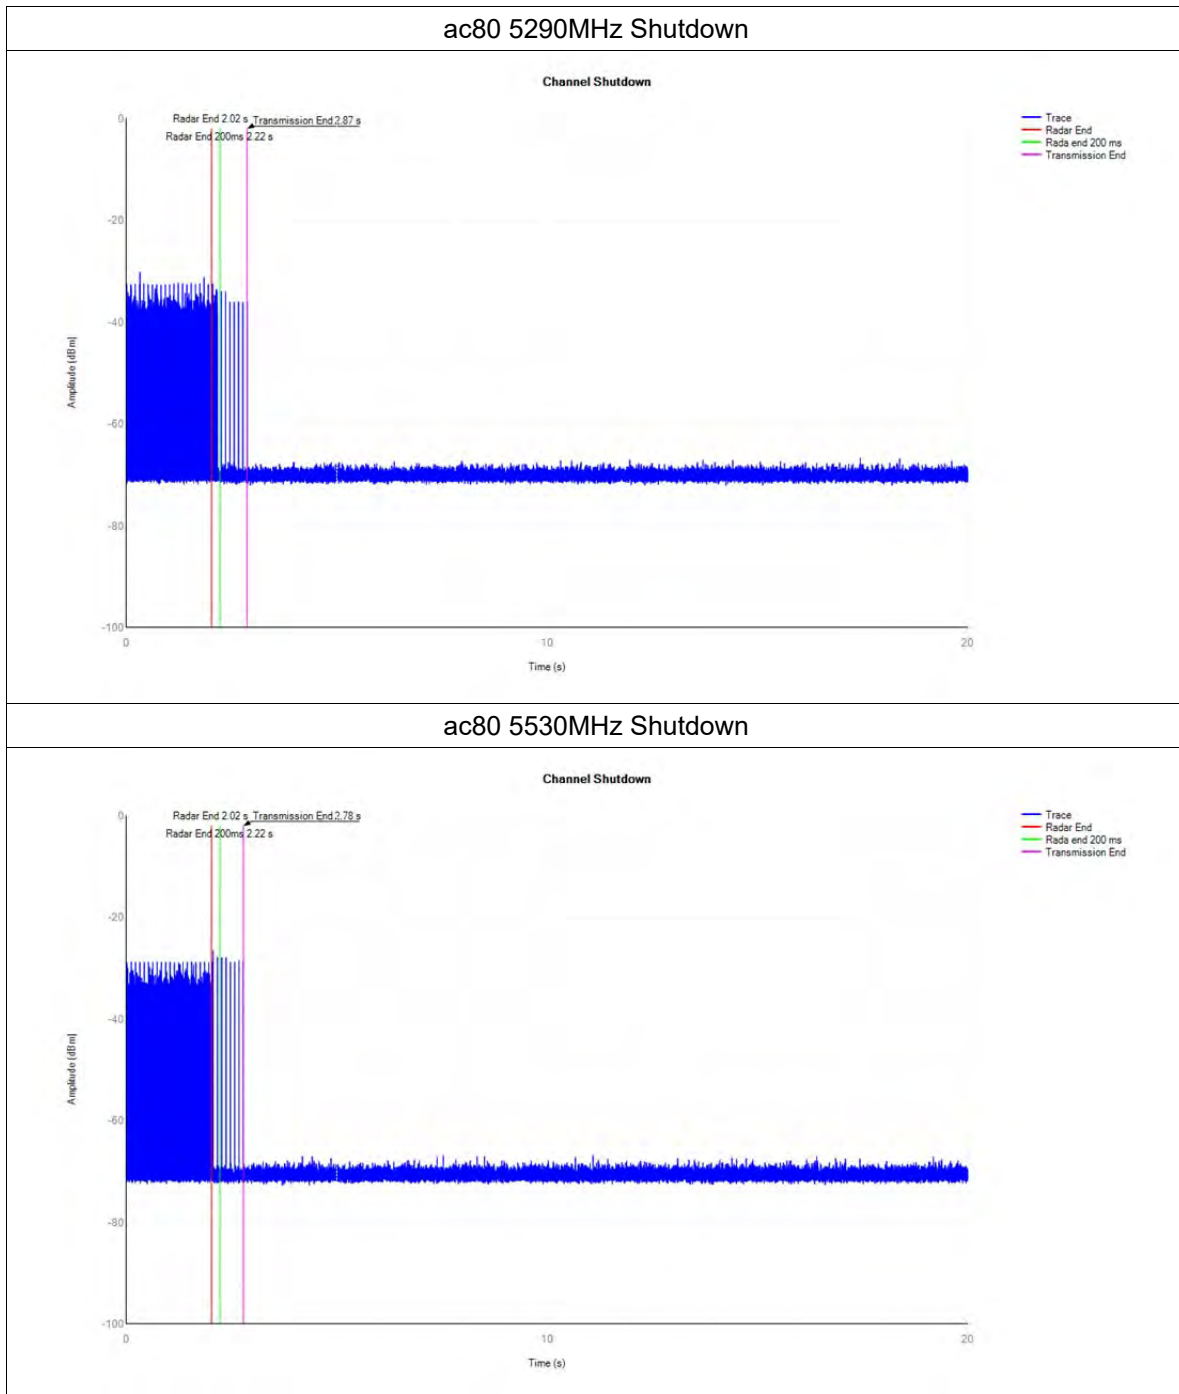 ac80 5290MHz Shutdown
Channel Shutdown
Radar End 2.02 s Transmission End 2.87 s
Radar End 200ms 2.22 s
Trace
Radar End
Rada end 200 ms
Transmission End
0
-20
-40
-60
-80
-100
Amplitude [dBm]
0 10 20
Time (s)
ac80 5530MHz Shutdown
Channel Shutdown
Radar End 2.02 s Transmission End 2.78 s
Radar End 200ms 2.22 s
Trace
Radar End
Rada end 200 ms
Transmission End
0
-20
-40
-60
-80
-100
Amplitude [dBm]
0 10 20
Time (s)